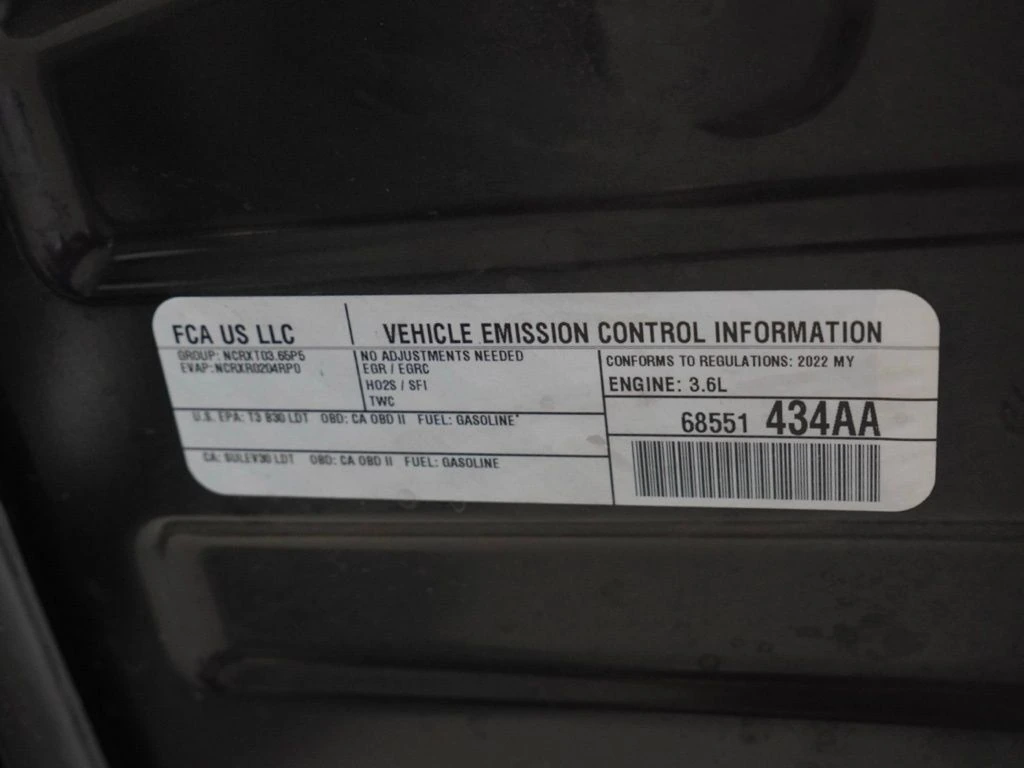 FCA US LLC
VEHICLE EMISSION CONTROL INFORMATION
GROUP: NCRXT03.65P5
EVAP: NCRXR0204RP0
NO ADJUSTMENTS NEEDED
EGR / EGRC
HO2S / SFI
TWC
CONFORMS TO REGULATIONS: 2022 MY
ENGINE: 3.6L
U.S. EPA: T3 B30 LDT OBD: CA OBD II FUEL: GASOLINE*
68551 434AA
CA: SULEV30 LDT OBD: CA OBD II FUEL: GASOLINE